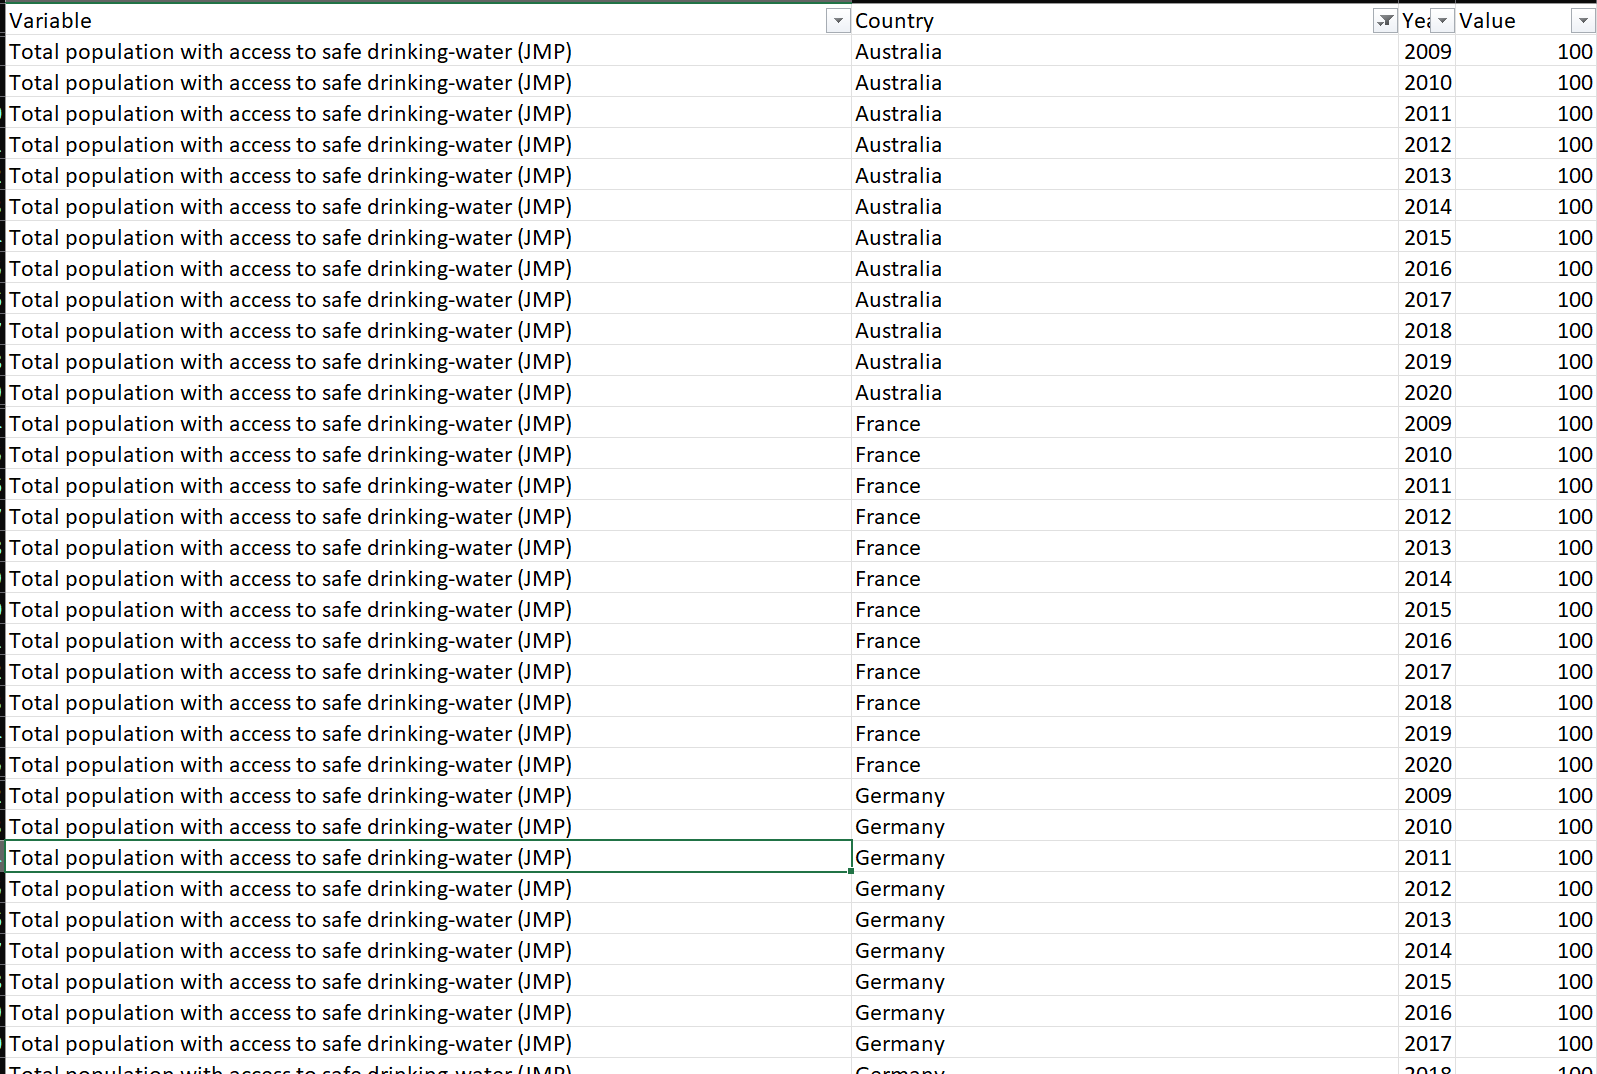 Variable Country Yea Value
Total population with access to safe drinking-water (JMP) Australia 2009 100
Total population with access to safe drinking-water (JMP) Australia 2010 100
Total population with access to safe drinking-water (JMP) Australia 2011 100
Total population with access to safe drinking-water (JMP) Australia 2012 100
Total population with access to safe drinking-water (JMP) Australia 2013 100
Total population with access to safe drinking-water (JMP) Australia 2014 100
Total population with access to safe drinking-water (JMP) Australia 2015 100
Total population with access to safe drinking-water (JMP) Australia 2016 100
Total population with access to safe drinking-water (JMP) Australia 2017 100
Total population with access to safe drinking-water (JMP) Australia 2018 100
Total population with access to safe drinking-water (JMP) Australia 2019 100
Total population with access to safe drinking-water (JMP) Australia 2020 100
Total population with access to safe drinking-water (JMP) France 2009 100
Total population with access to safe drinking-water (JMP) France 2010 100
Total population with access to safe drinking-water (JMP) France 2011 100
Total population with access to safe drinking-water (JMP) France 2012 100
Total population with access to safe drinking-water (JMP) France 2013 100
Total population with access to safe drinking-water (JMP) France 2014 100
Total population with access to safe drinking-water (JMP) France 2015 100
Total population with access to safe drinking-water (JMP) France 2016 100
Total population with access to safe drinking-water (JMP) France 2017 100
Total population with access to safe drinking-water (JMP) France 2018 100
Total population with access to safe drinking-water (JMP) France 2019 100
Total population with access to safe drinking-water (JMP) France 2020 100
Total population with access to safe drinking-water (JMP) Germany 2009 100
Total population with access to safe drinking-water (JMP) Germany 2010 100
Total population with access to safe drinking-water (JMP) Germany 2011 100
Total population with access to safe drinking-water (JMP) Germany 2012 100
Total population with access to safe drinking-water (JMP) Germany 2013 100
Total population with access to safe drinking-water (JMP) Germany 2014 100
Total population with access to safe drinking-water (JMP) Germany 2015 100
Total population with access to safe drinking-water (JMP) Germany 2016 100
Total population with access to safe drinking-water (JMP) Germany 2017 100
Total population with access to safe drinking-water (JMP) Germany 2018 100